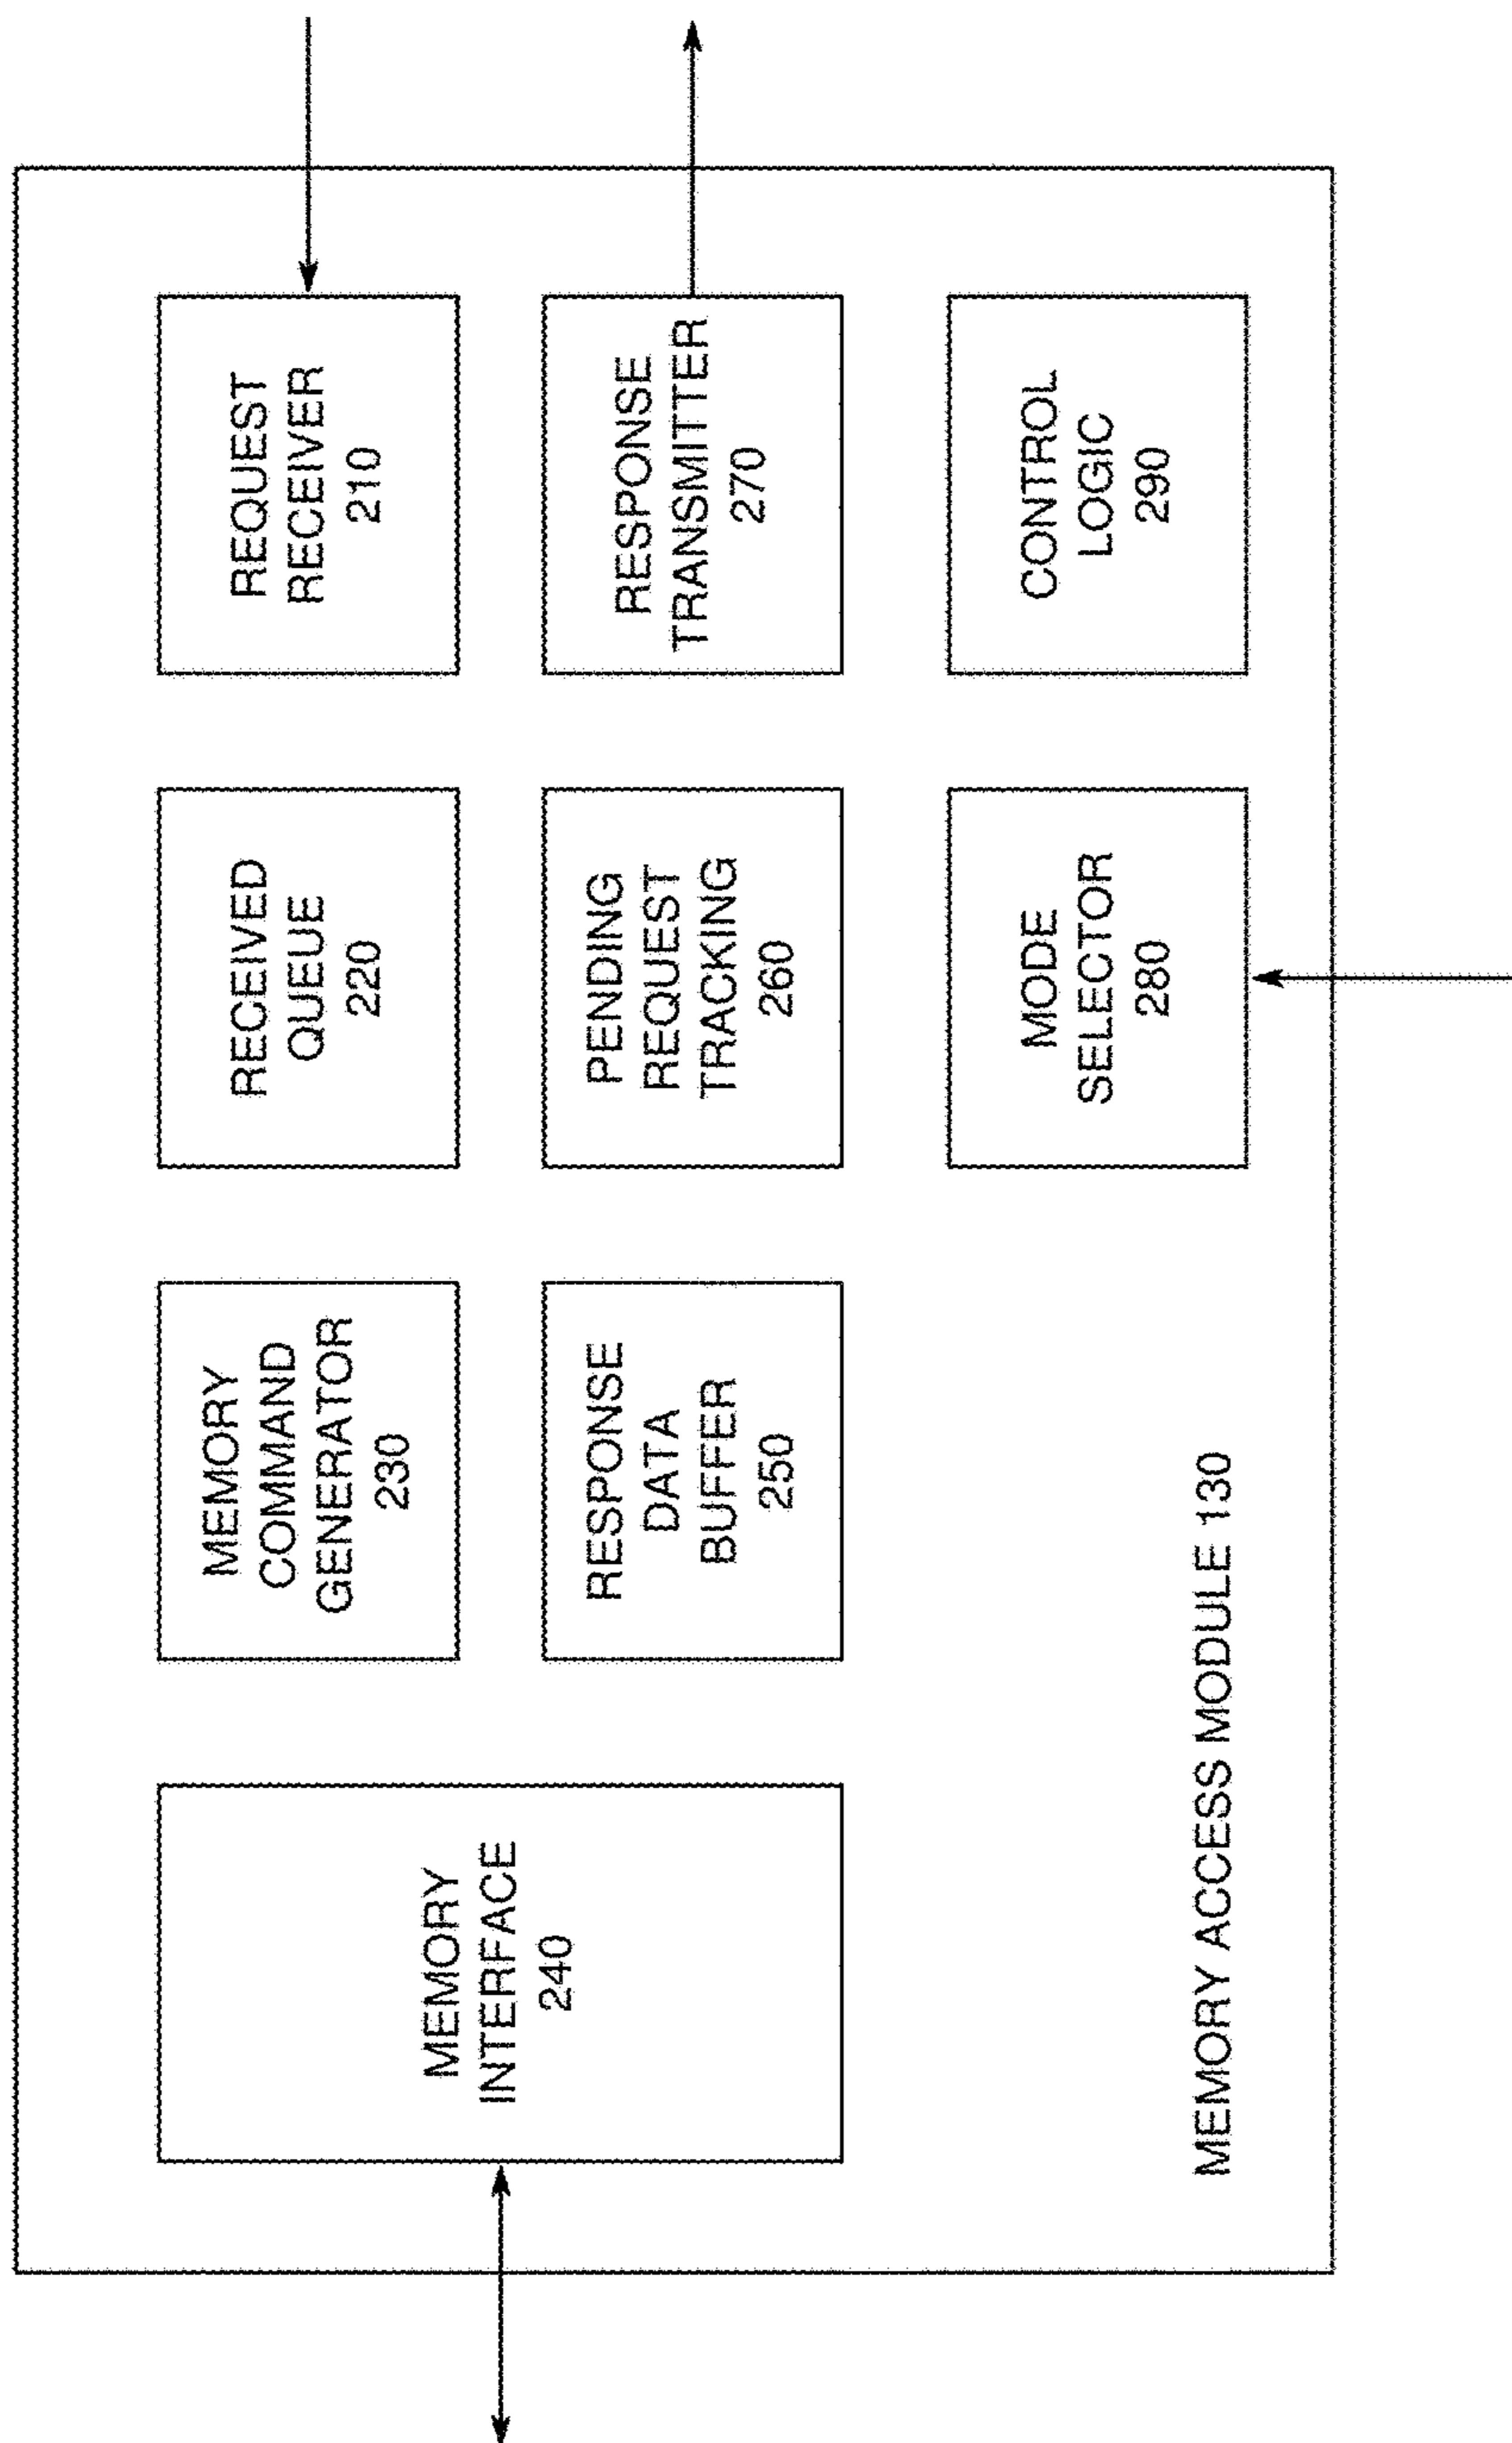 MEMORY
INTERFACE
240
MEMORY
COMMAND
GENERATOR
230
RECEIVED
QUEUE
220
REQUEST
RECEIVER
210
RESPONSE
DATA
BUFFER
250
PENDING
REQUEST
TRACKING
260
RESPONSE
TRANSMITTER
270
MODE
SELECTOR
280
CONTROL
LOGIC
290
MEMORY ACCESS MODULE 130